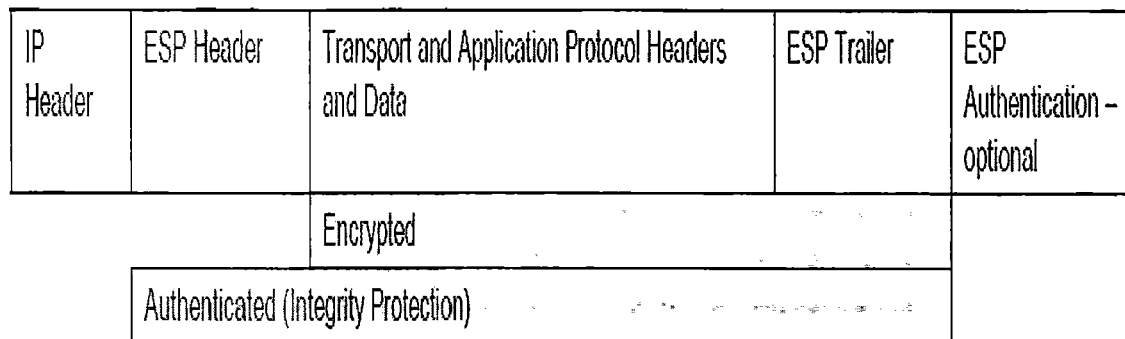 IP
Header
ESP Header
Transport and Application Protocol Headers
and Data
ESP Trailer
ESP
Authentication –
optional
Encrypted
Authenticated (Integrity Protection)